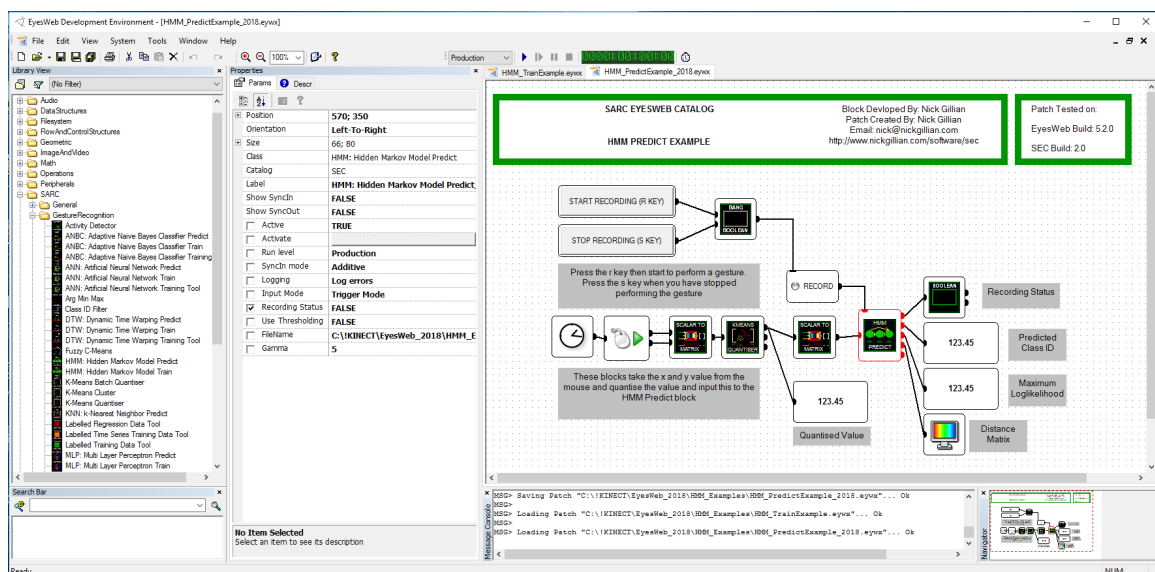 EyesWeb Development Environment - [HMM_PredictExample_2018.eywx]
File Edit View System Tools Window Help
100%
Production
Library View
(No Filter)
Audio
DataStructures
Filesystem
FlowAndControlStructures
Geometric
ImageAndVideo
Math
Operations
Peripherals
SARC
General
GestureRecognition
Activity Detector
ANBC: Adaptive Naive Bayes Classifier Predict
ANBC: Adaptive Naive Bayes Classifier Train
ANBC: Adaptive Naive Bayes Classifier Training
ANN: Artificial Neural Network Predict
ANN: Artificial Neural Network Train
ANN: Artificial Neural Network Training Tool
Arg Min Max
Class ID Filter
DTW: Dynamic Time Warping Predict
DTW: Dynamic Time Warping Train
DTW: Dynamic Time Warping Training Tool
Fuzzy C-Means
HMM: Hidden Markov Model Predict
HMM: Hidden Markov Model Train
K-Means Batch Quantiser
K-Means Cluster
K-Means Quantiser
KNN: k-Nearest Neighbor Predict
Labelled Regression Data Tool
Labelled Time Series Training Data Tool
Labelled Training Data Tool
MLP: Multi Layer Perceptron Predict
MLP: Multi Layer Perceptron Train
Search Bar
Properties
Params Descr
Position 570; 350
Orientation Left-To-Right
Size 66; 80
Class HMM: Hidden Markov Model Predict
Catalog SEC
Label HMM: Hidden Markov Model Predict_
Show SyncIn FALSE
Show SyncOut FALSE
Active TRUE
Activate
Run level Production
SyncIn mode Additive
Logging Log errors
Input Mode Trigger Mode
Recording Status FALSE
Use Thresholding FALSE
FileName C:\!KINECT\EyesWeb_2018\HMM_E
Gamma 5
No Item Selected
Select an item to see its description
HMM_TrainExample.eywx HMM_PredictExample_2018.eywx
SARC EYESWEB CATALOG
HMM PREDICT EXAMPLE
Block Devloped By: Nick Gillian
Patch Created By: Nick Gillian
Email: nick@nickgillian.com
http://www.nickgillian.com/software/sec
Patch Tested on:
EyesWeb Build: 5.2.0
SEC Build: 2.0
START RECORDING (R KEY)
STOP RECORDING (S KEY)
BANG
BOOLEAN
Press the r key then start to perform a gesture.
Press the s key when you have stopped
performing the gesture
RECORD
BOOLEAN
Recording Status
SCALAR TO
MATRIX
KMEANS
QUANTISER
SCALAR TO
MATRIX
HMM
PREDICT
123.45
Predicted
Class ID
These blocks take the x and y value from the
mouse and quantise the value and input this to the
HMM Predict block
123.45
Maximum
Loglikelihood
123.45
Quantised Value
Distance
Matrix
Message Console
MSG> Saving Patch "C:\!KINECT\EyesWeb_2018\HMM_Examples\HMM_PredictExample_2018.eywx"... Ok
MSG>
MSG> Loading Patch "C:\!KINECT\EyesWeb_2018\HMM_Examples\HMM_TrainExample.eywx"... Ok
MSG>
MSG> Loading Patch "C:\!KINECT\EyesWeb_2018\HMM_Examples\HMM_PredictExample_2018.eywx"... Ok
Navigator
Ready
NUM